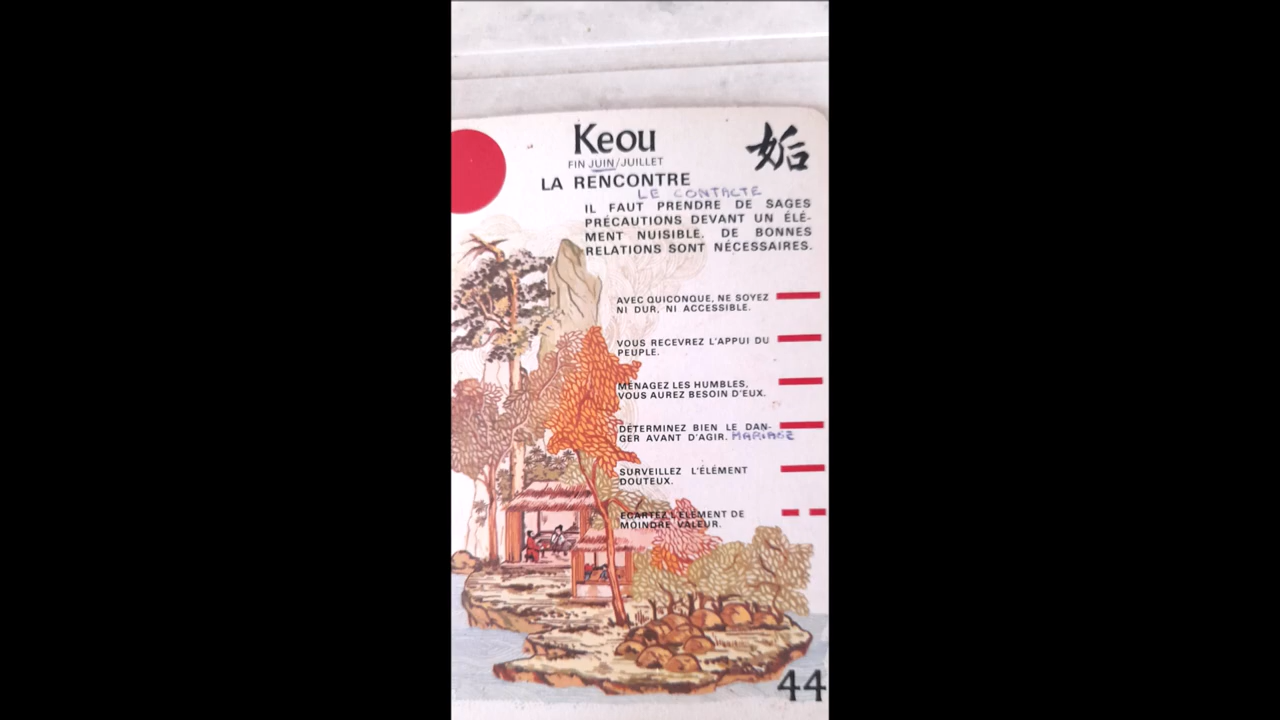 Keou
姤
FIN JUIN/JUILLET
LA RENCONTRE
LE CONTACTE
IL FAUT PRENDRE DE SAGES
PRÉCAUTIONS DEVANT UN ÉLÉ-
MENT NUISIBLE. DE BONNES
RELATIONS SONT NÉCESSAIRES.
AVEC QUICONQUE, NE SOYEZ
NI DUR, NI ACCESSIBLE.
VOUS RECEVREZ L'APPUI DU
PEUPLE.
MÉNAGEZ LES HUMBLES,
VOUS AUREZ BESOIN D'EUX.
DÉTERMINEZ BIEN LE DAN-
GER AVANT D'AGIR. MARIAGE
SURVEILLEZ L'ÉLÉMENT
DOUTEUX.
ÉCARTEZ L'ÉLÉMENT DE
MOINDRE VALEUR.
44